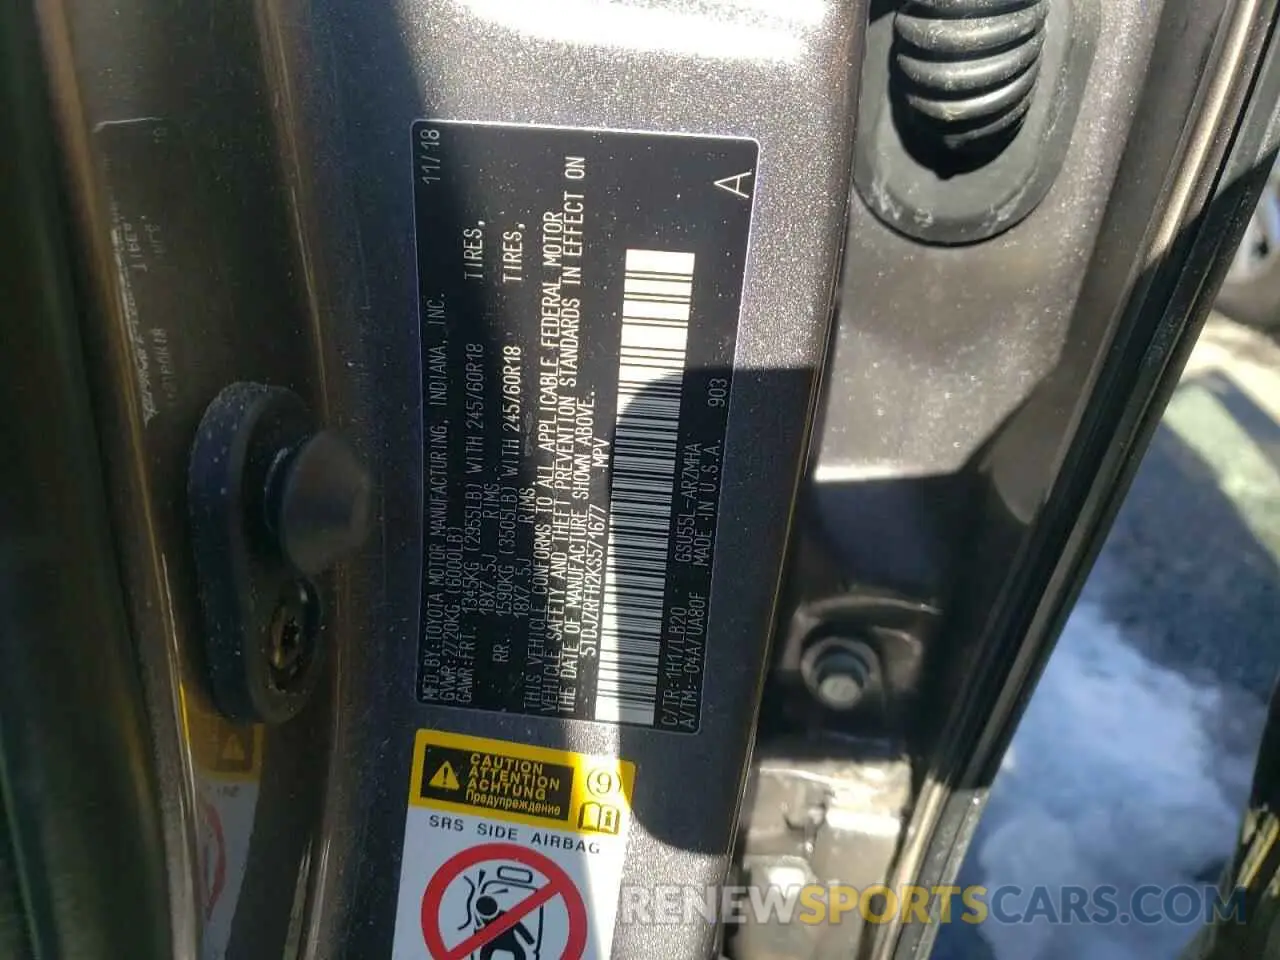 MFD.BY:TOYOTA MOTOR MANUFACTURING, INDIANA, INC. 11/18
GVWR:2720KG (6000LB)
GAWR:FRT. 1345KG (2955LB) WITH 245/60R18 TIRES,
18X7.5J RIMS
RR. 1590KG (3505LB) WITH 245/60R18 TIRES,
18X7.5J RIMS
THIS VEHICLE CONFORMS TO ALL APPLICABLE FEDERAL MOTOR
VEHICLE SAFETY AND THEFT PREVENTION STANDARDS IN EFFECT ON
THE DATE OF MANUFACTURE SHOWN ABOVE.
5TDJZRFH2KS571677 MPV
C/TR:1H1/LB20 GSU55L-ARZMHA
A/TM:-04A/UA80F MADE IN U.S.A. 903
A
CAUTION
ATTENTION
ACHTUNG
Предупреждение
9
SRS SIDE AIRBAG
RENEWSPORTSCARS.COM